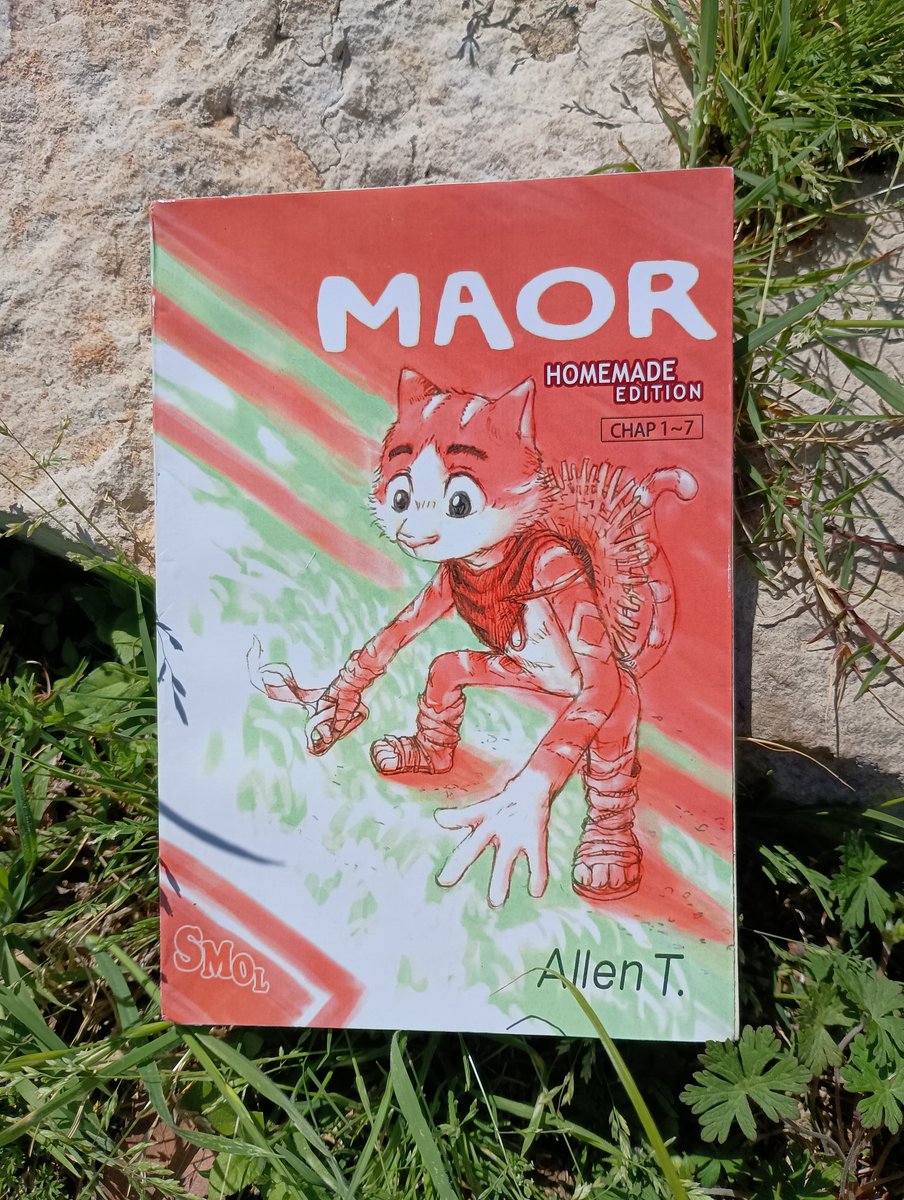 MAOR
HOMEMADE
EDITION
CHAP 1~7
SMOL
Allen T.